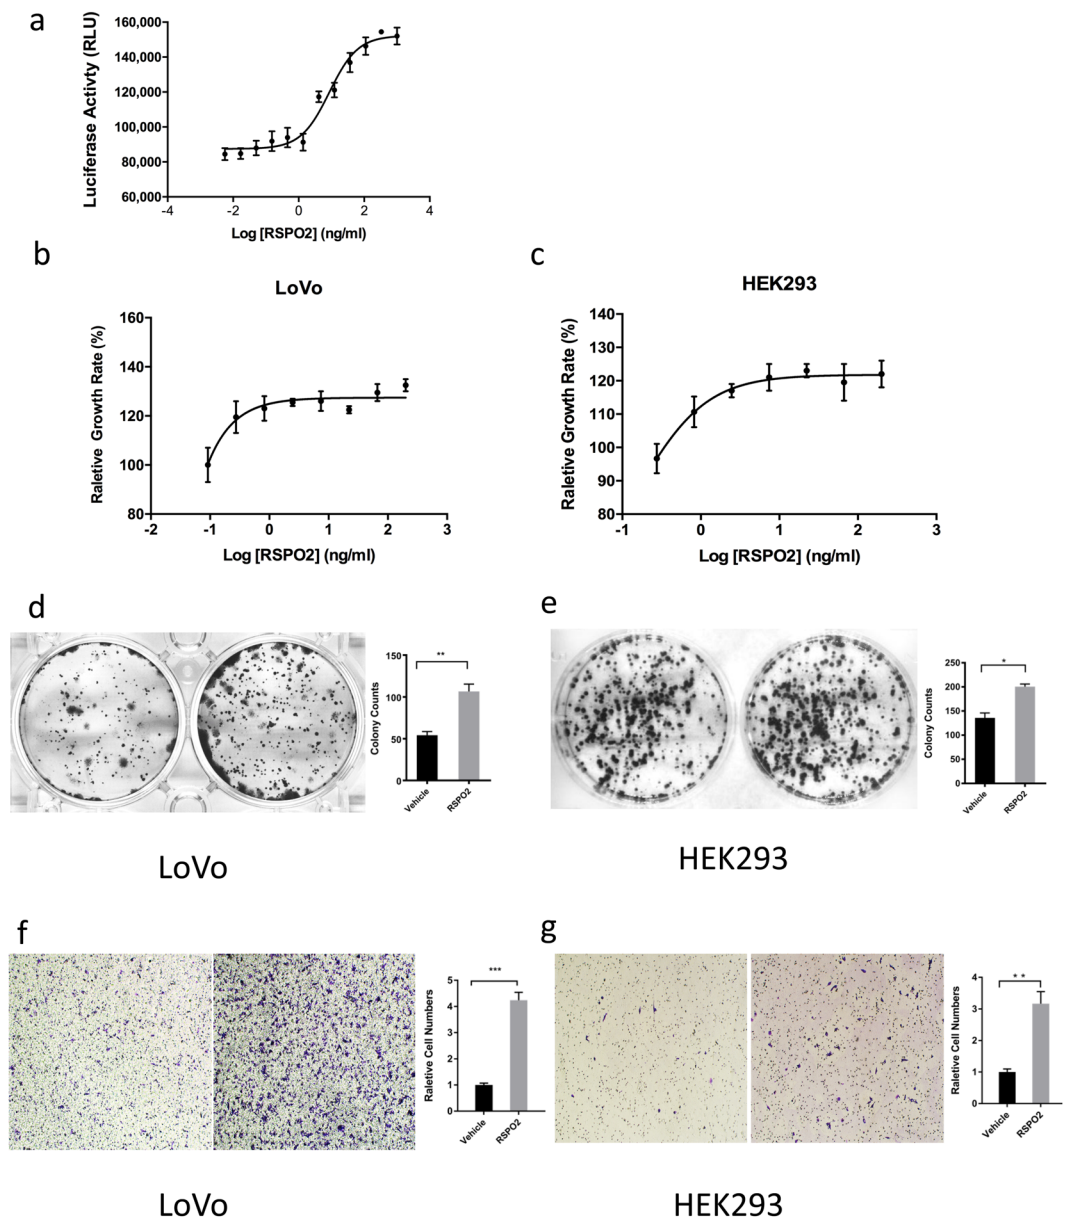 a
Luciferase Activty (RLU)
160,000
140,000
120,000
100,000
80,000
60,000
-4
-2
0
2
4
Log [RSPO2] (ng/ml)
b
LoVo
Raletive Growth Rate (%)
160
140
120
100
80
-2
-1
0
1
2
3
Log [RSPO2] (ng/ml)
c
HEK293
Raletive Growth Rate (%)
140
130
120
110
100
90
80
-1
0
1
2
3
Log [RSPO2] (ng/ml)
d
Colony Counts
150
100
50
0
**
Vehicle
RSPO2
LoVo
e
Colony Counts
250
200
150
100
50
0
*
Vehicle
RSPO2
HEK293
f
Raletive Cell Numbers
5
4
3
2
1
0
***
Vehicle
RSPO2
LoVo
g
Raletive Cell Numbers
4
3
2
1
0
**
Vehicle
RSPO2
HEK293